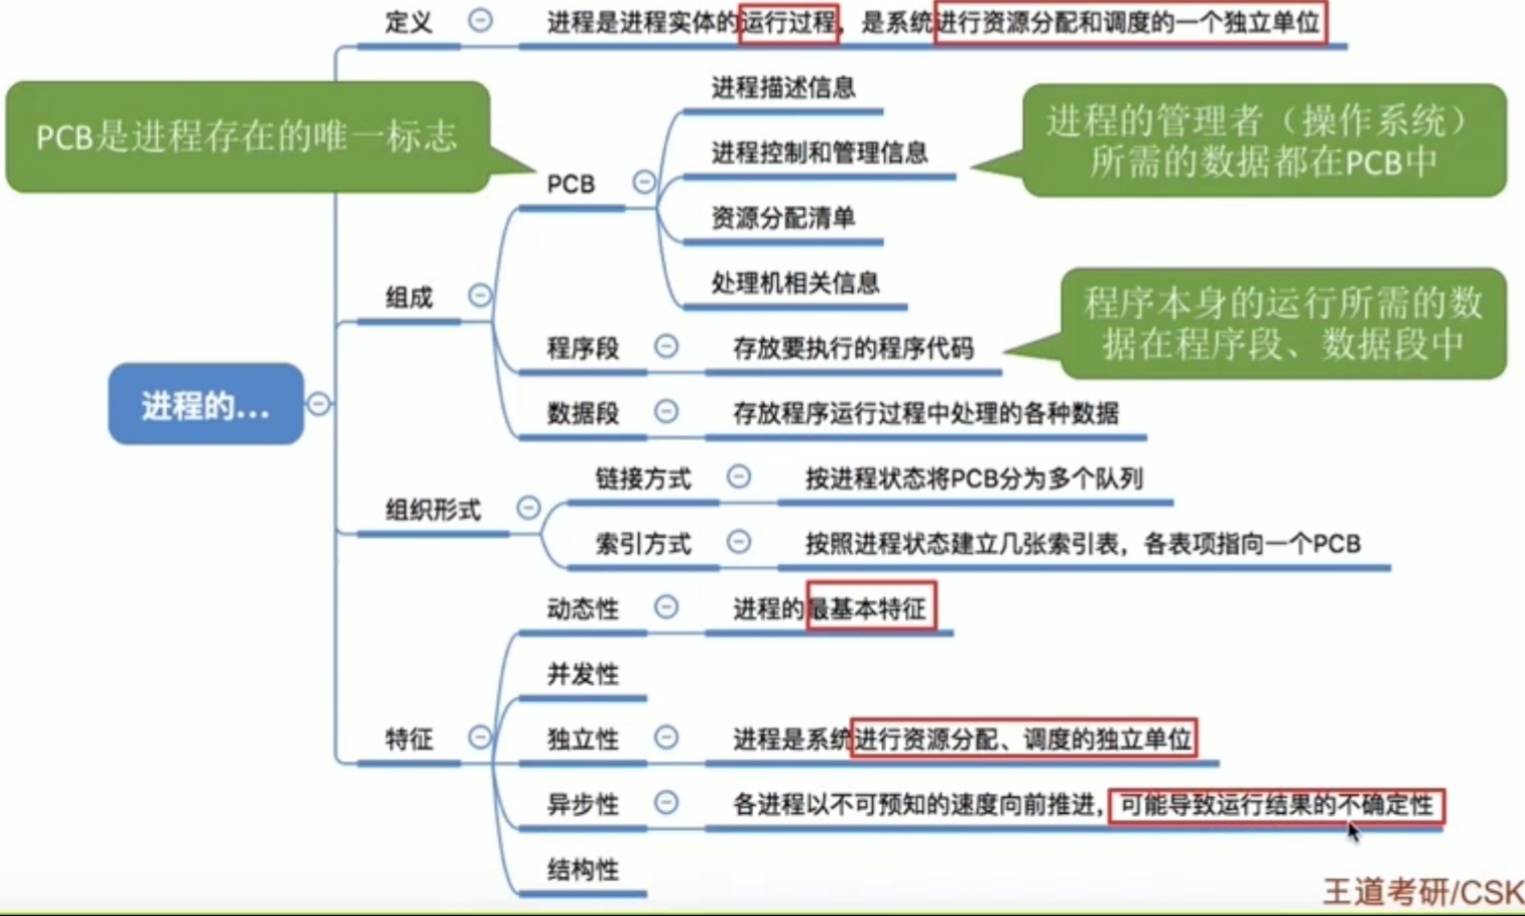 定义
进程是进程实体的运行过程，是系统进行资源分配和调度的一个独立单位
PCB是进程存在的唯一标志
进程描述信息
进程的管理者（操作系统）
所需的数据都在PCB中
进程控制和管理信息
PCB
资源分配清单
处理机相关信息
组成
程序本身的运行所需的数
据在程序段、数据段中
程序段
存放要执行的程序代码
进程的...
数据段
存放程序运行过程中处理的各种数据
链接方式
按进程状态将PCB分为多个队列
组织形式
索引方式
按照进程状态建立几张索引表，各表项指向一个PCB
动态性
进程的最基本特征
并发性
特征
独立性
进程是系统进行资源分配、调度的独立单位
异步性
各进程以不可预知的速度向前推进，可能导致运行结果的不确定性
结构性
王道考研/CSK